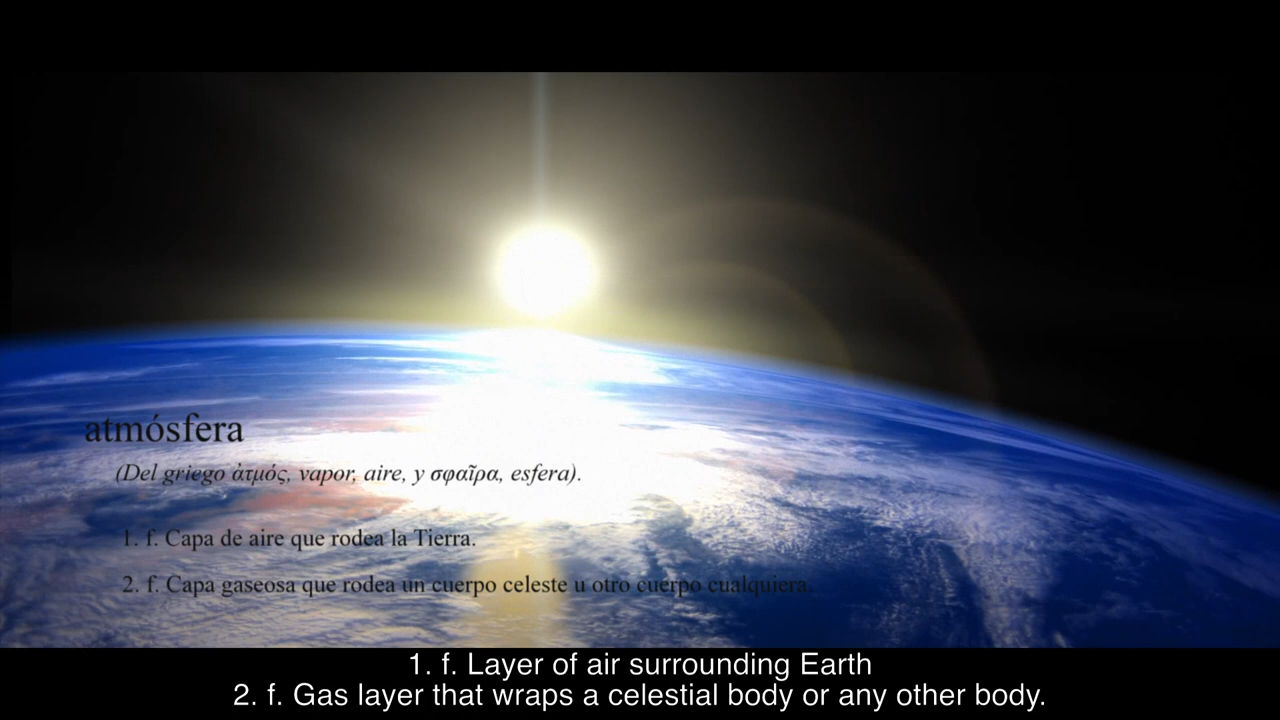 atmósfera
(Del griego ἀτμός, vapor, aire, y σφαῖρα, esfera).
1. f. Capa de aire que rodea la Tierra.
2. f. Capa gaseosa que rodea un cuerpo celeste u otro cuerpo cualquiera.
1. f. Layer of air surrounding Earth
2. f. Gas layer that wraps a celestial body or any other body.